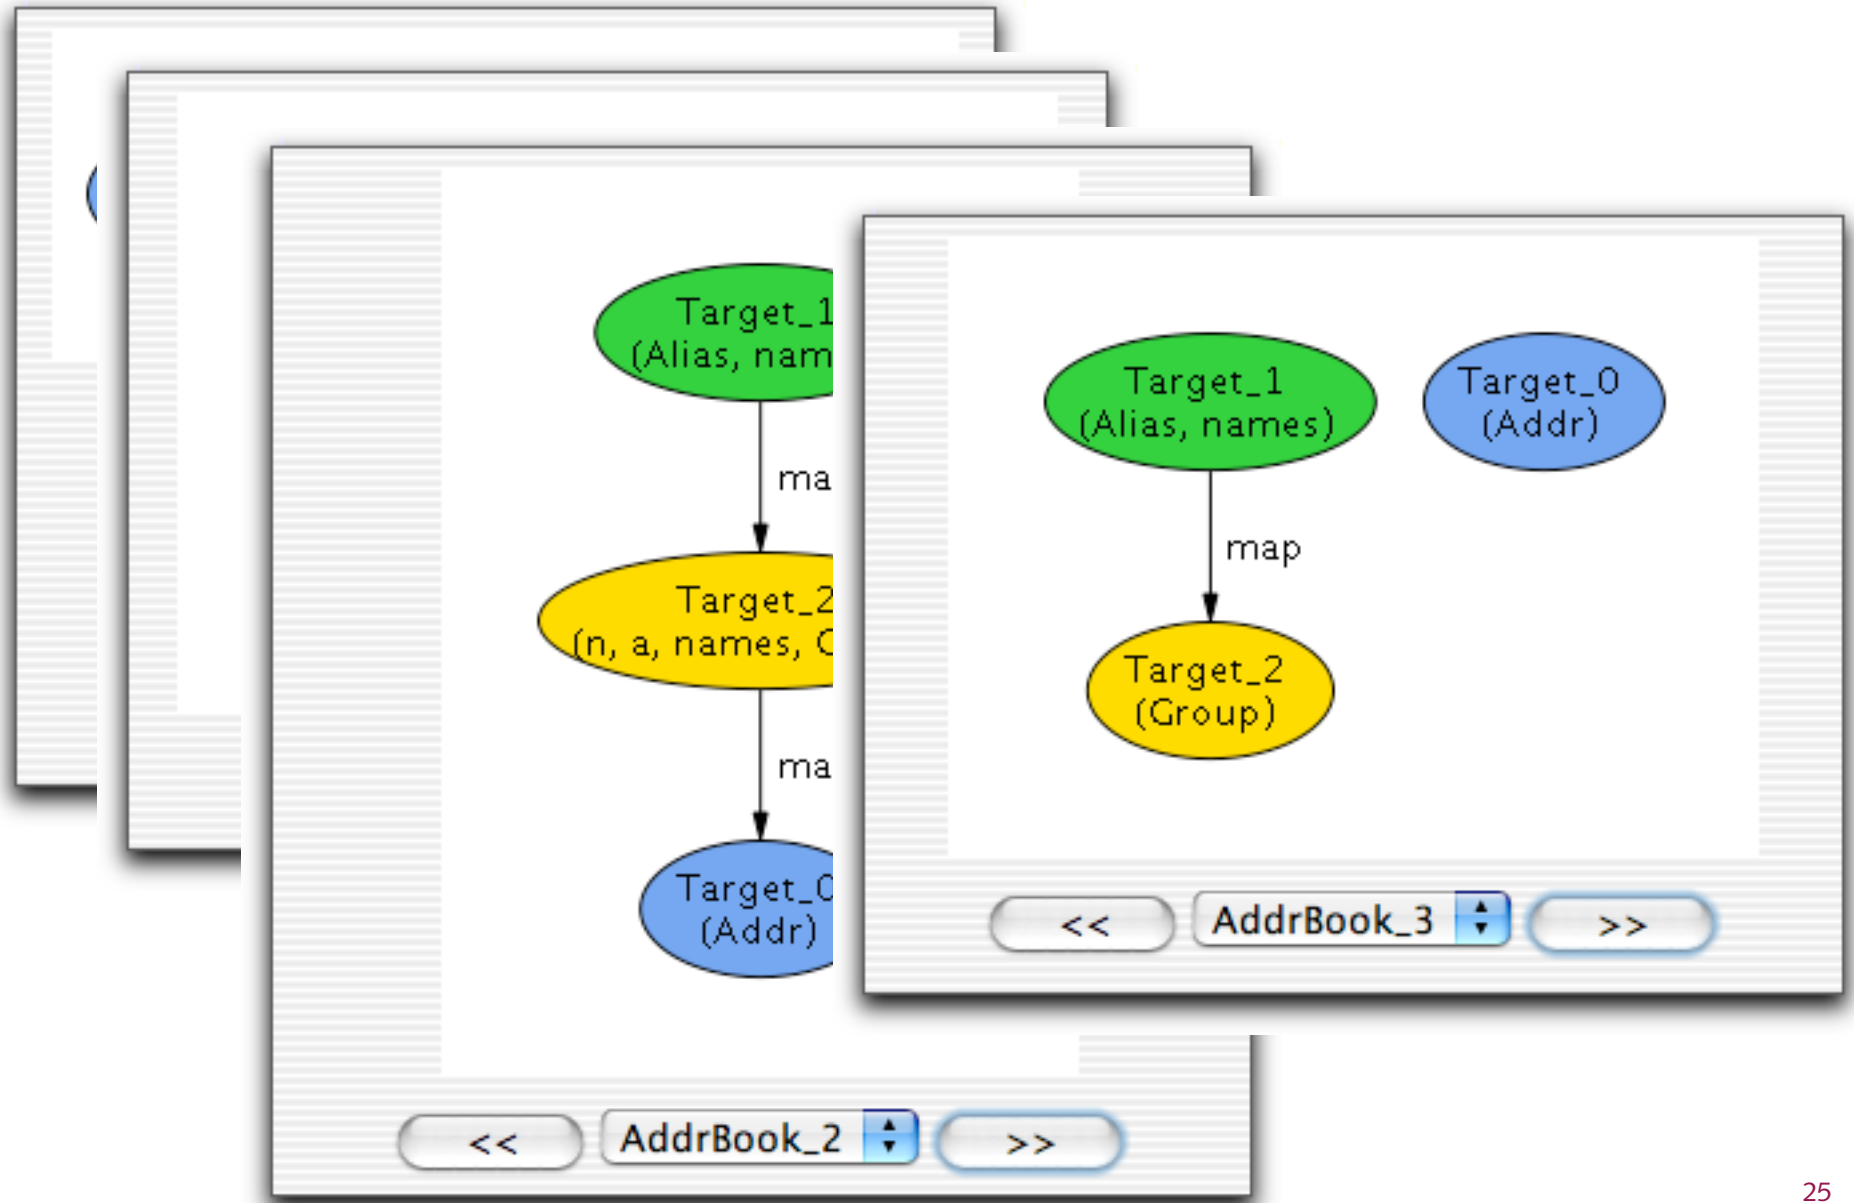 Target_1
(Alias, nam
ma
Target_2
(n, a, names,
ma
Target_0
(Addr)
<< AddrBook_2 >>
Target_1
(Alias, names)
Target_0
(Addr)
map
Target_2
(Group)
<< AddrBook_3 >>
25